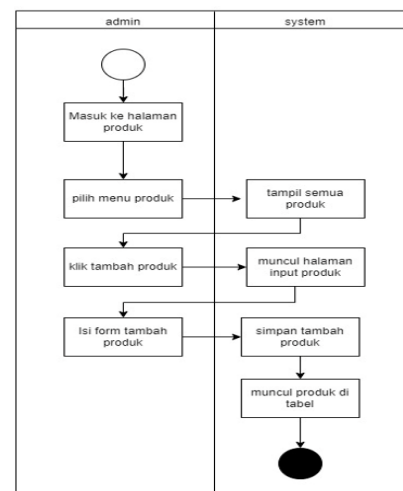 admin
system
Masuk ke halaman
produk
pilih menu produk
tampil semua
produk
klik tambah produk
muncul halaman
input produk
Isi form tambah
produk
simpan tambah
produk
muncul produk di
tabel